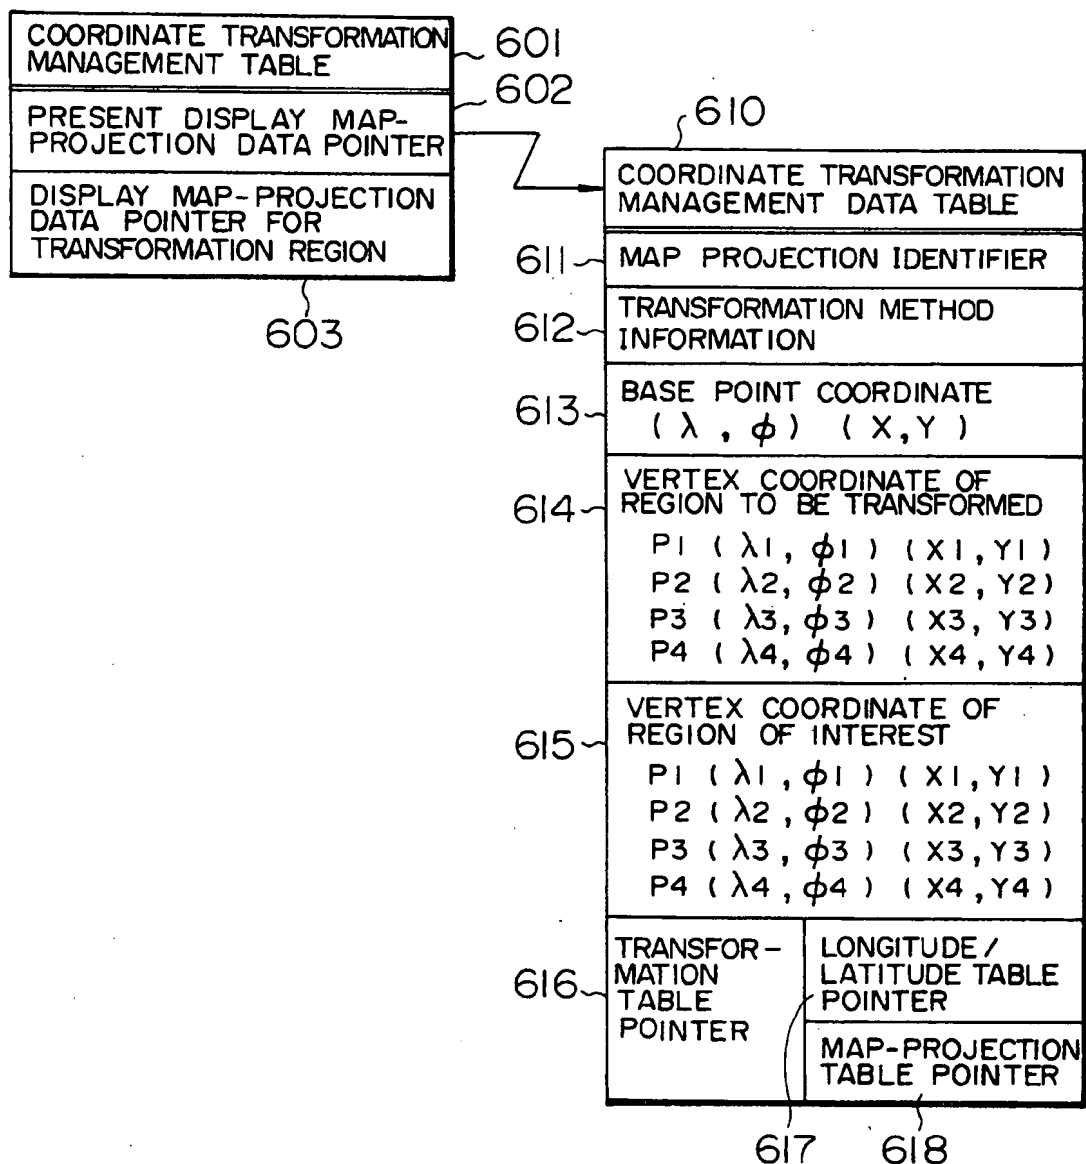 COORDINATE TRANSFORMATION
MANAGEMENT TABLE
601
602
PRESENT DISPLAY MAP-
PROJECTION DATA POINTER
DISPLAY MAP-PROJECTION
DATA POINTER FOR
TRANSFORMATION REGION
603
610
COORDINATE TRANSFORMATION
MANAGEMENT DATA TABLE
611
MAP PROJECTION IDENTIFIER
612
TRANSFORMATION METHOD
INFORMATION
613
BASE POINT COORDINATE
(λ, ϕ) (X, Y)
614
VERTEX COORDINATE OF
REGION TO BE TRANSFORMED
P1 (λ1, ϕ1) (X1, Y1)
P2 (λ2, ϕ2) (X2, Y2)
P3 (λ3, ϕ3) (X3, Y3)
P4 (λ4, ϕ4) (X4, Y4)
615
VERTEX COORDINATE OF
REGION OF INTEREST
P1 (λ1, ϕ1) (X1, Y1)
P2 (λ2, ϕ2) (X2, Y2)
P3 (λ3, ϕ3) (X3, Y3)
P4 (λ4, ϕ4) (X4, Y4)
616
TRANSFOR-
MATION
TABLE
POINTER
LONGITUDE/
LATITUDE TABLE
POINTER
MAP-PROJECTION
TABLE POINTER
617
618